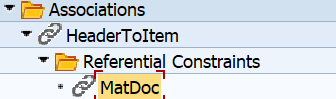 Associations
HeaderToItem
Referential Constraints
MatDoc